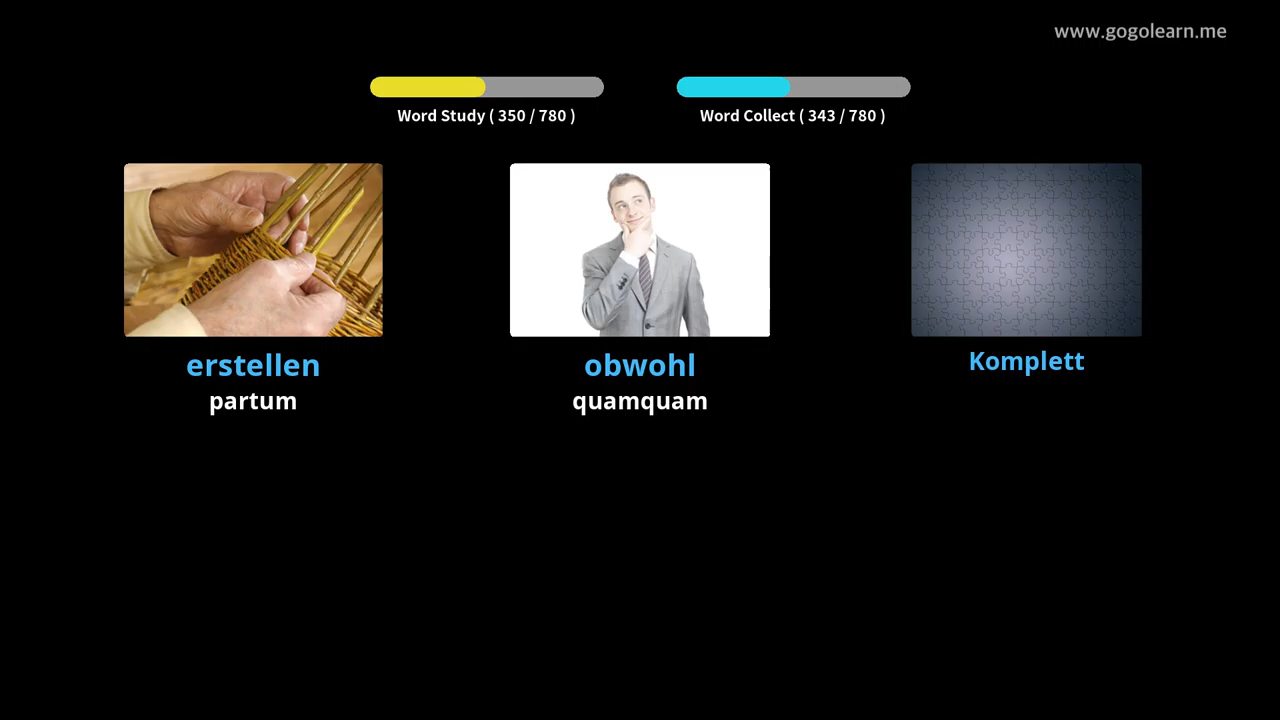 www.gogolearn.me
Word Study ( 350 / 780 )
Word Collect ( 343 / 780 )
erstellen
partum
obwohl
quamquam
Komplett